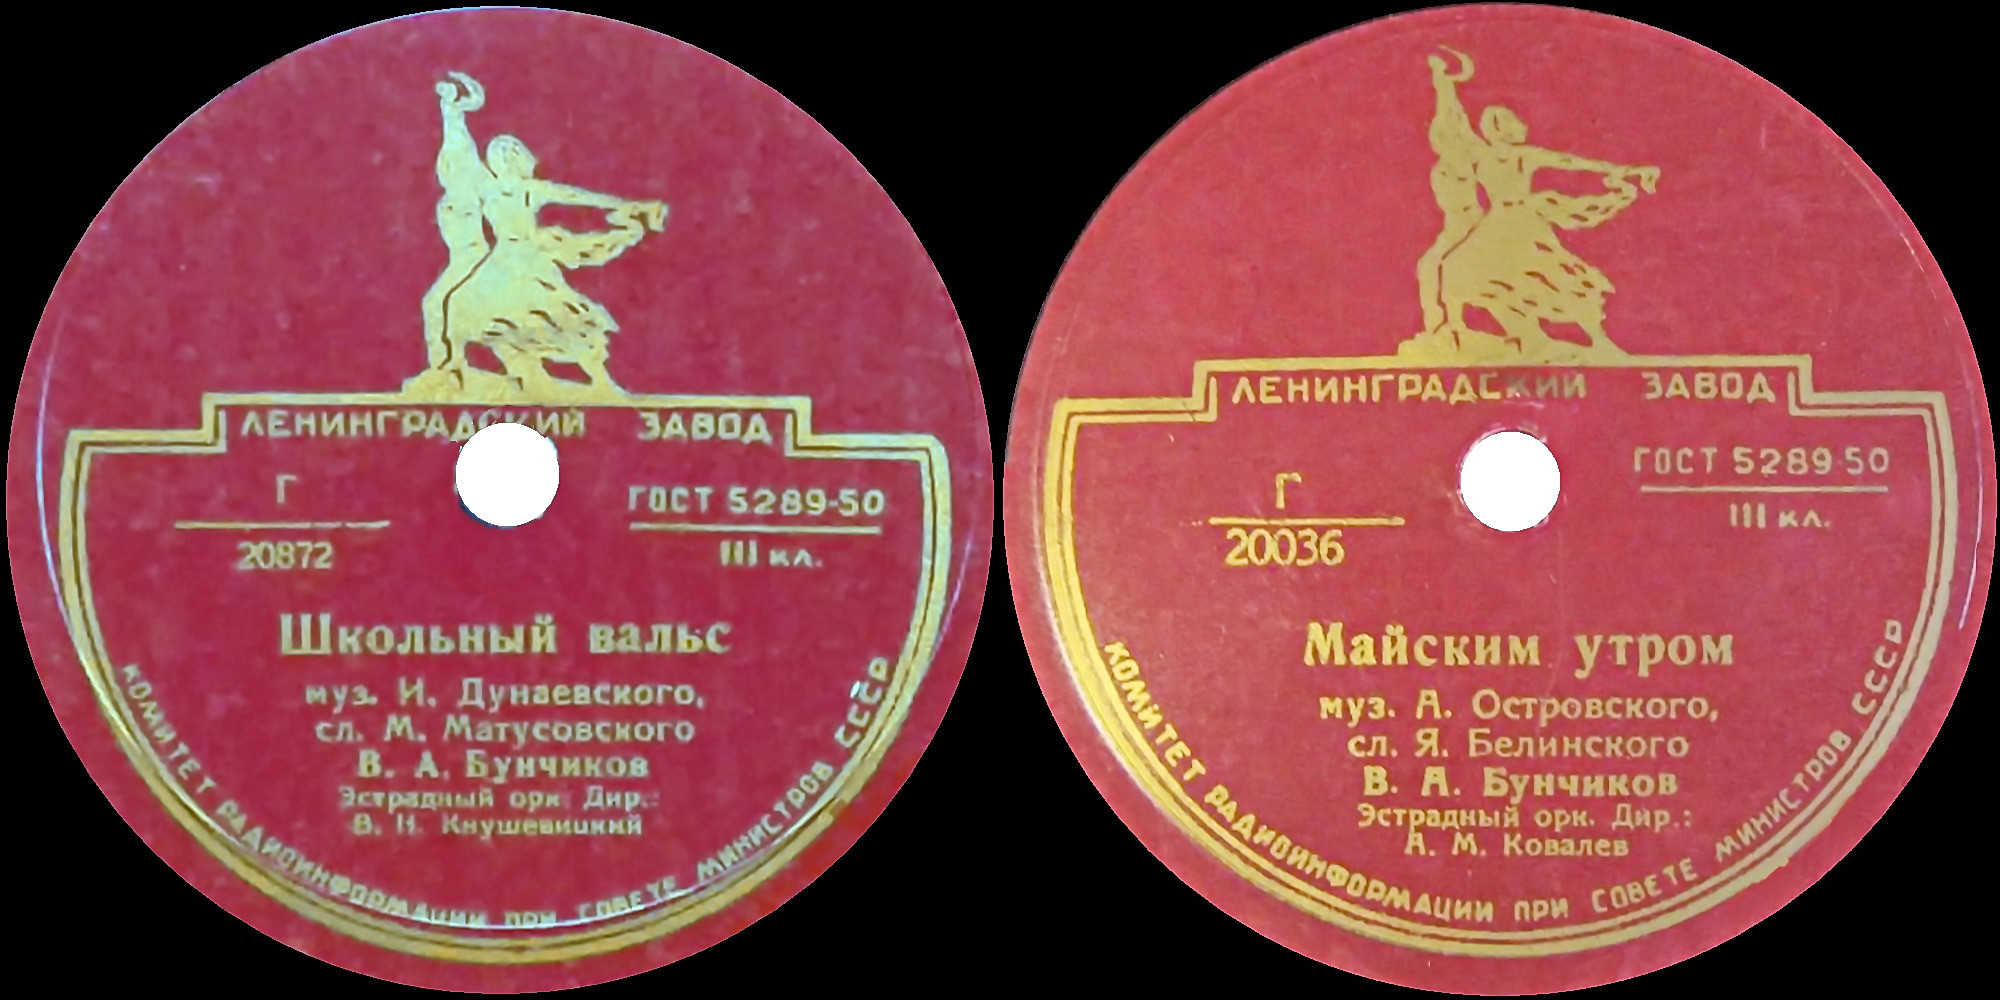 ЛЕНИНГРАДСКИЙ ЗАВОД
Г
20872
ГОСТ 5289-50
III кл.
Школьный вальс
муз. И. Дунаевского,
сл. М. Матусовского
В. А. Бунчиков
Эстрадный орк. Дир.:
В. Н. Кнушевицкий
КОМИТЕТ РАДИОИНФОРМАЦИИ ПРИ СОВЕТЕ МИНИСТРОВ СССР
ЛЕНИНГРАДСКИЙ ЗАВОД
Г
20036
ГОСТ 5289-50
III кл.
Майским утром
муз. А. Островского,
сл. Я. Белинского
В. А. Бунчиков
Эстрадный орк. Дир.:
А. М. Ковалев
КОМИТЕТ РАДИОИНФОРМАЦИИ ПРИ СОВЕТЕ МИНИСТРОВ СССР